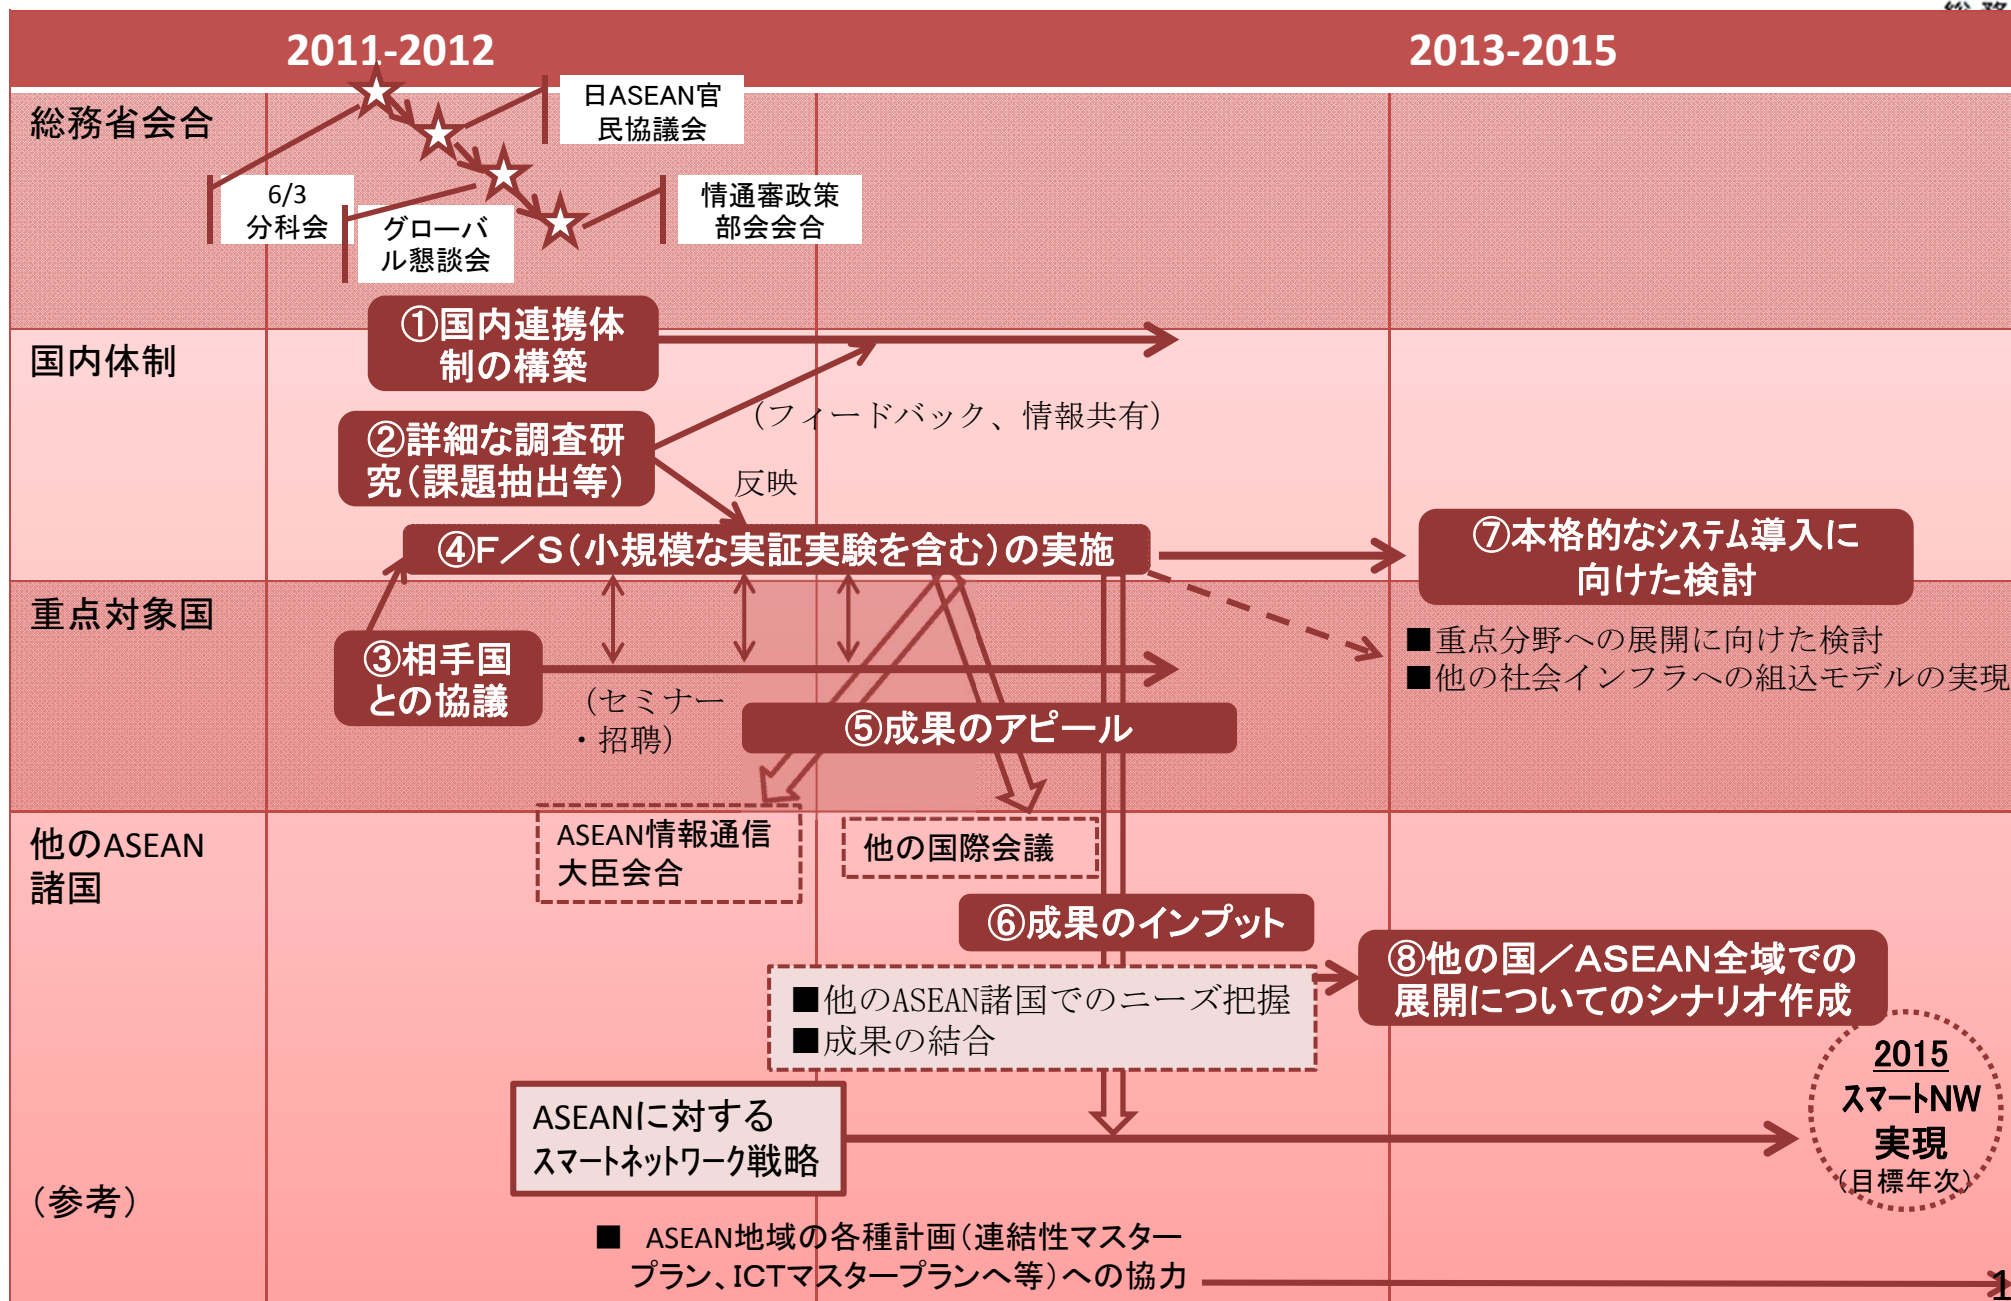 総務
2011-2012
2013-2015
総務省会合
日ASEAN官
民協議会
6/3
分科会
グローバ
ル懇談会
情通審政策
部会会合
①国内連携体
制の構築
国内体制
(フィードバック、情報共有)
②詳細な調査研
究(課題抽出等)
反映
④F/S(小規模な実証実験を含む)の実施
⑦本格的なシステム導入に
向けた検討
重点対象国
■重点分野への展開に向けた検討
■他の社会インフラへの組込モデルの実現
③相手国
との協議
(セミナー
・招聘)
⑤成果のアピール
他のASEAN
諸国
ASEAN情報通信
大臣会合
他の国際会議
⑥成果のインプット
⑧他の国/ASEAN全域での
展開についてのシナリオ作成
■他のASEAN諸国でのニーズ把握
■成果の結合
2015
スマートNW
実現
(目標年次)
ASEANに対する
スマートネットワーク戦略
(参考)
■ ASEAN地域の各種計画(連結性マスター
プラン、ICTマスタープランへ等)への協力
1